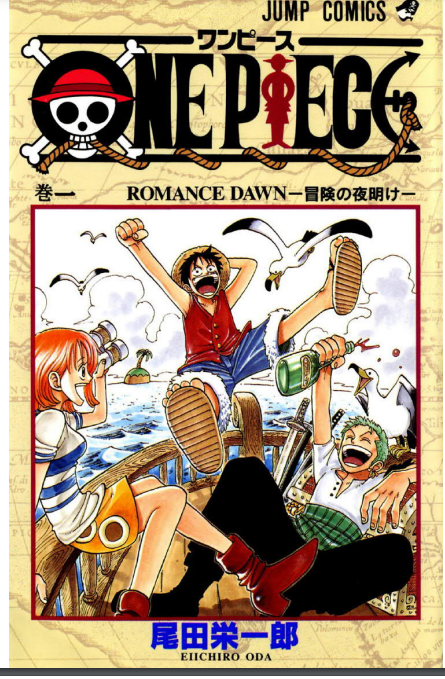 JUMP COMICS
ワンピース
ONE PIECE
巻一 ROMANCE DAWN—冒険の夜明け—
尾田栄一郎
EIICHIRO ODA